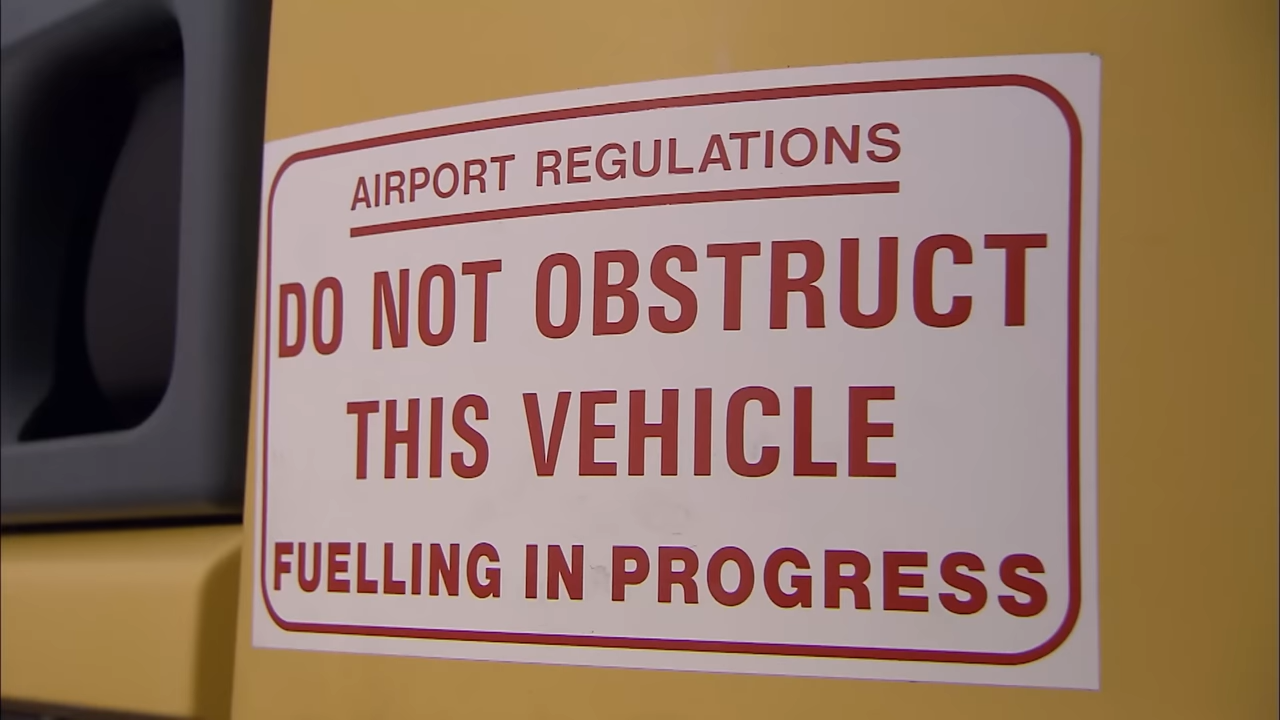 AIRPORT REGULATIONS
DO NOT OBSTRUCT
THIS VEHICLE
FUELLING IN PROGRESS